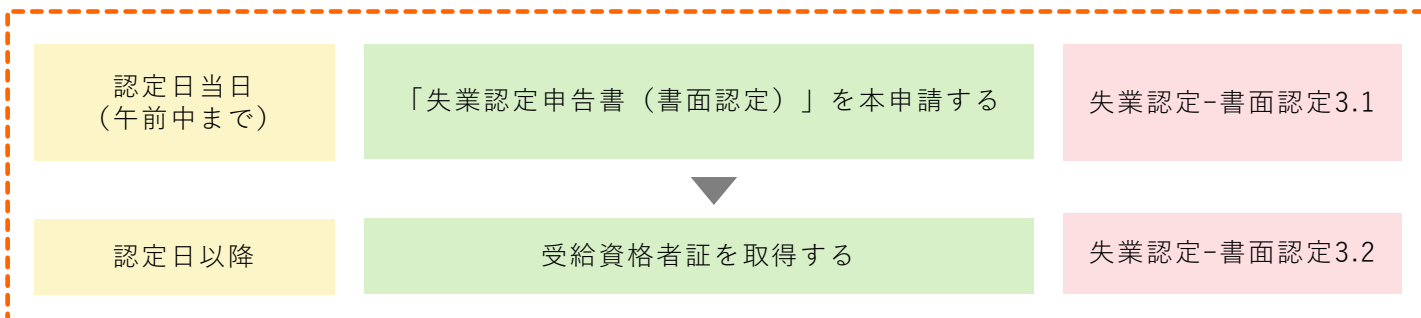 認定日当日
(午前中まで)
「失業認定申告書（書面認定）」を本申請する
失業認定−書面認定3.1
認定日以降
受給資格者証を取得する
失業認定−書面認定3.2